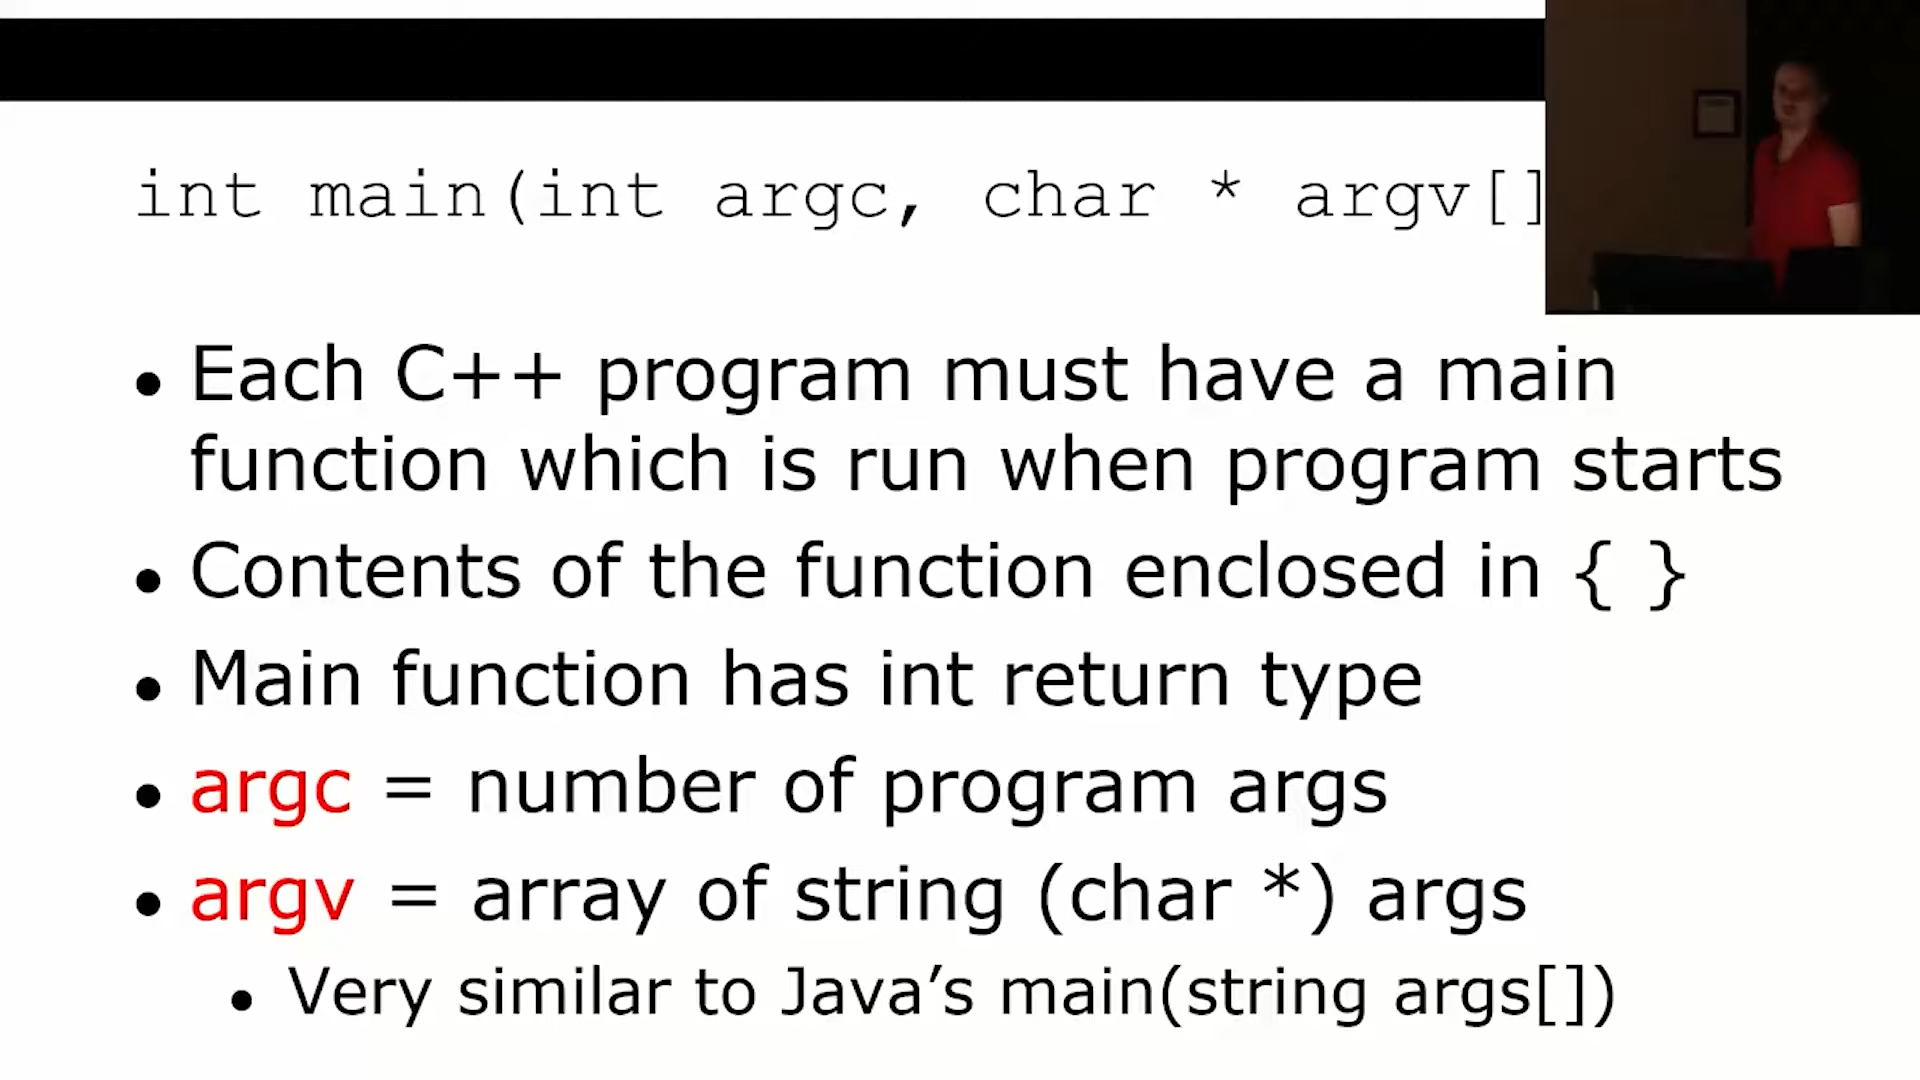 int main(int argc, char * argv[]
• Each C++ program must have a main
function which is run when program starts
• Contents of the function enclosed in { }
• Main function has int return type
• argc = number of program args
• argv = array of string (char *) args
• Very similar to Java’s main(string args[])